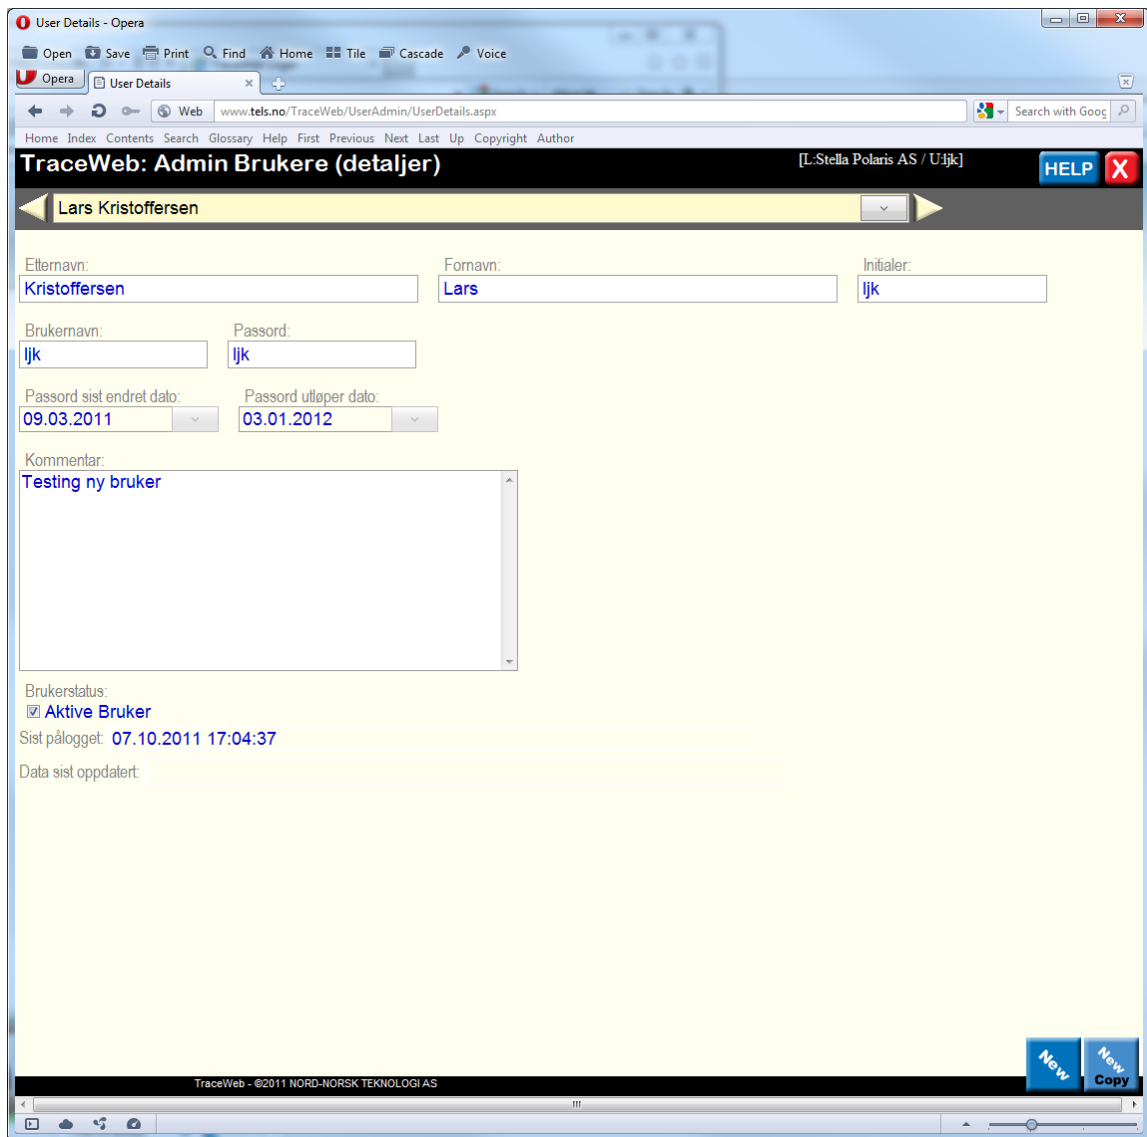 User Details - Opera
Open Save Print Find Home Tile Cascade Voice
Opera User Details
Web www.tels.no/TraceWeb/UserAdmin/UserDetails.aspx Search with Goog
Home Index Contents Search Glossary Help First Previous Next Last Up Copyright Author
TraceWeb: Admin Brukere (detaljer) [L:Stella Polaris AS / U:ljk] HELP X
Lars Kristoffersen
Etternavn: Fornavn: Initialer:
Kristoffersen Lars ljk
Brukernavn: Passord:
ljk ljk
Passord sist endret dato: Passord utløper dato:
09.03.2011 03.01.2012
Kommentar:
Testing ny bruker
Brukerstatus:
Aktive Bruker
Sist pålogget: 07.10.2011 17:04:37
Data sist oppdatert:
New New Copy
TraceWeb - ©2011 NORD-NORSK TEKNOLOGI AS